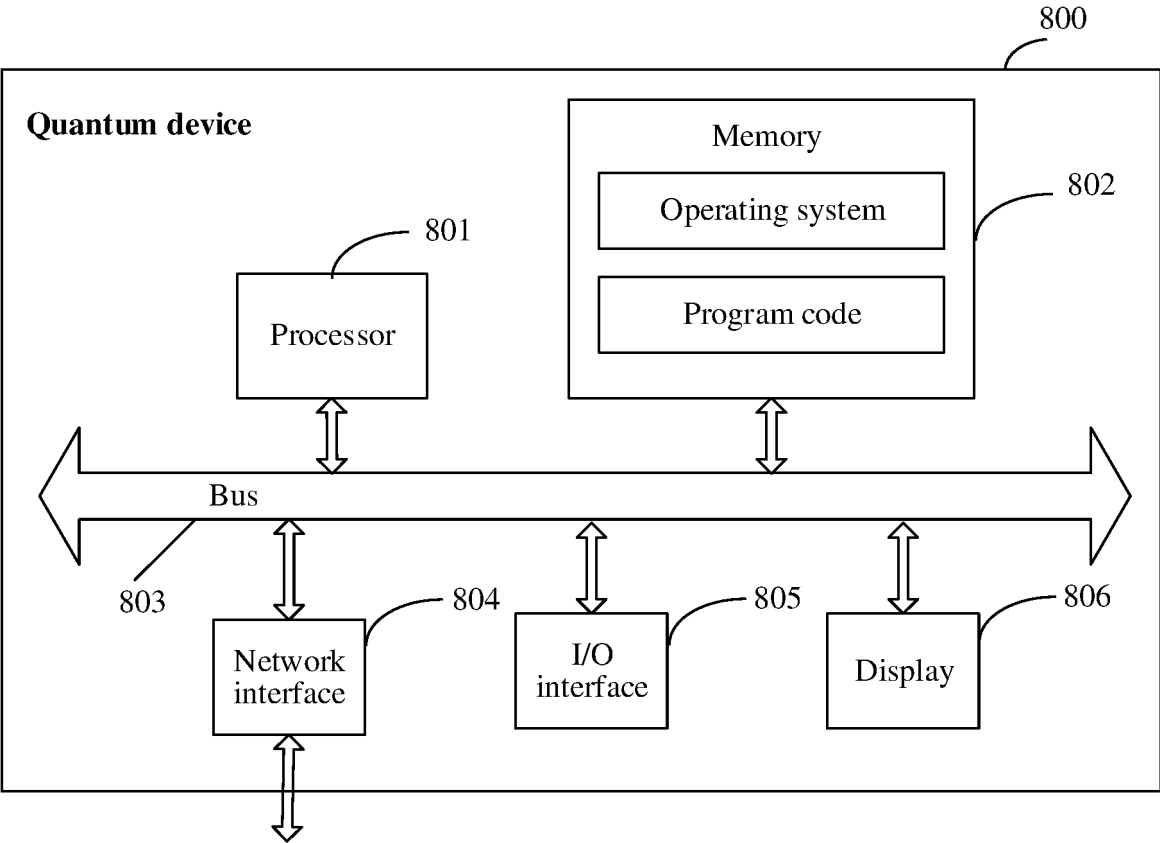 800
Quantum device
Memory
Operating system
802
801
Program code
Processor
Bus
803
804
805
806
Network
interface
I/O
interface
Display